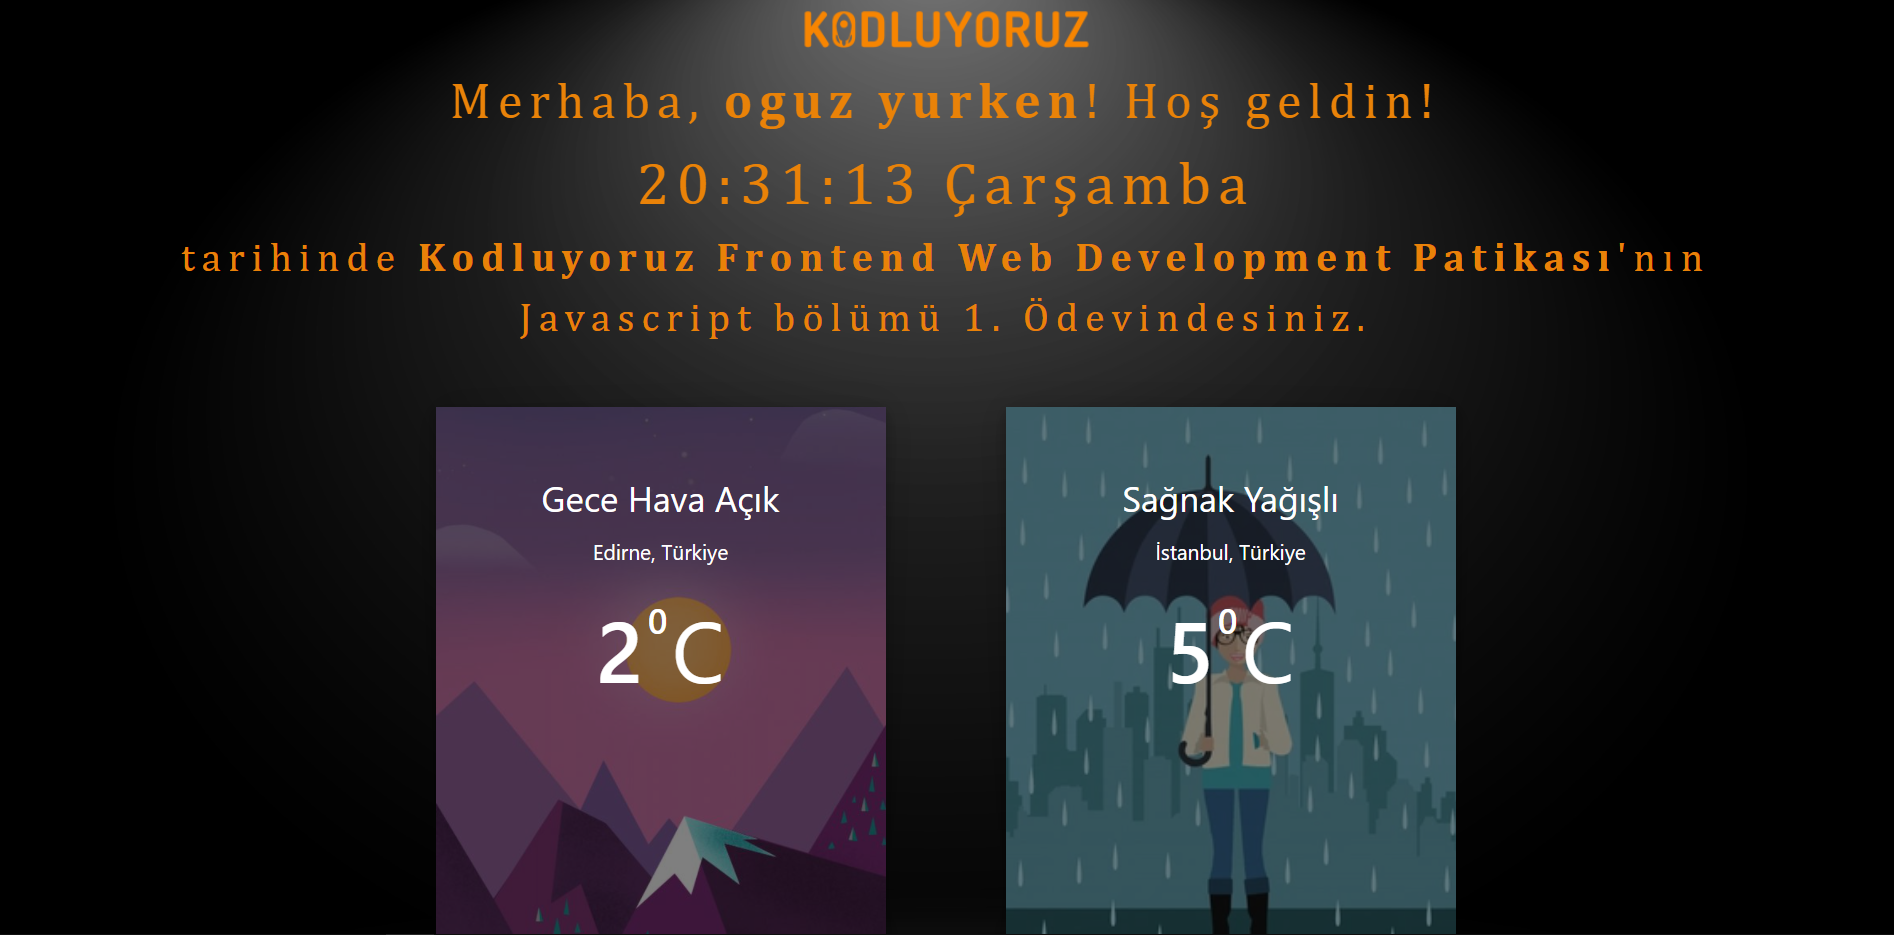 KODLUYORUZ
Merhaba, oguz yurken! Hoş geldin!
20:31:13 Çarşamba
tarihinde Kodluyoruz Frontend Web Development Patikası'nın
Javascript bölümü 1. Ödevindesiniz.
Gece Hava Açık
Edirne, Türkiye
2⁰C
Sağnak Yağışlı
İstanbul, Türkiye
5⁰C